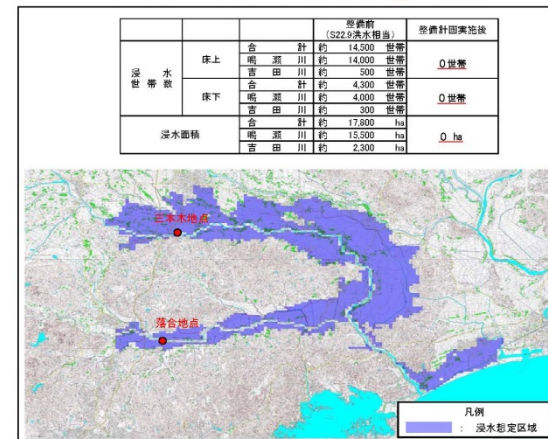 整備前
(S22.9洪水相当) 整備計画実施後
浸水
世帯数 床上 合計 約 14,500 世帯 0世帯
鳴瀬川 約 14,000 世帯
吉田川 約 500 世帯
床下 合計 約 4,300 世帯 0世帯
鳴瀬川 約 4,000 世帯
吉田川 約 300 世帯
浸水面積 合計 約 17,800 ha 0 ha
鳴瀬川 約 15,500 ha
吉田川 約 2,300 ha
三本木地点
落合地点
凡例
: 浸水想定区域